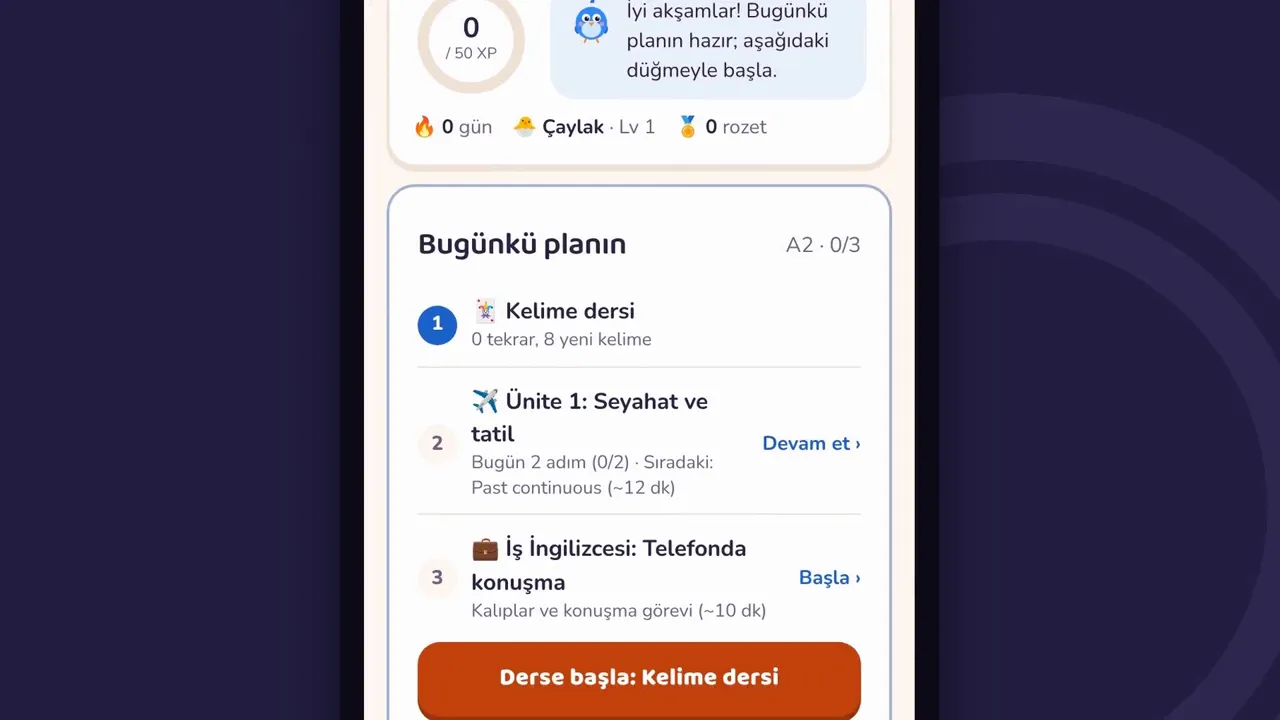 0
/ 50 XP
İyi akşamlar! Bugünkü
planın hazır; aşağıdaki
düğmeyle başla.
0 gün
Çaylak · Lv 1
0 rozet
Bugünkü planın
A2 · 0/3
1
Kelime dersi
0 tekrar, 8 yeni kelime
2
Ünite 1: Seyahat ve
tatil
Bugün 2 adım (0/2) · Sıradaki:
Past continuous (~12 dk)
Devam et ›
3
İş İngilizcesi: Telefonda
konuşma
Kalıplar ve konuşma görevi (~10 dk)
Başla ›
Derse başla: Kelime dersi